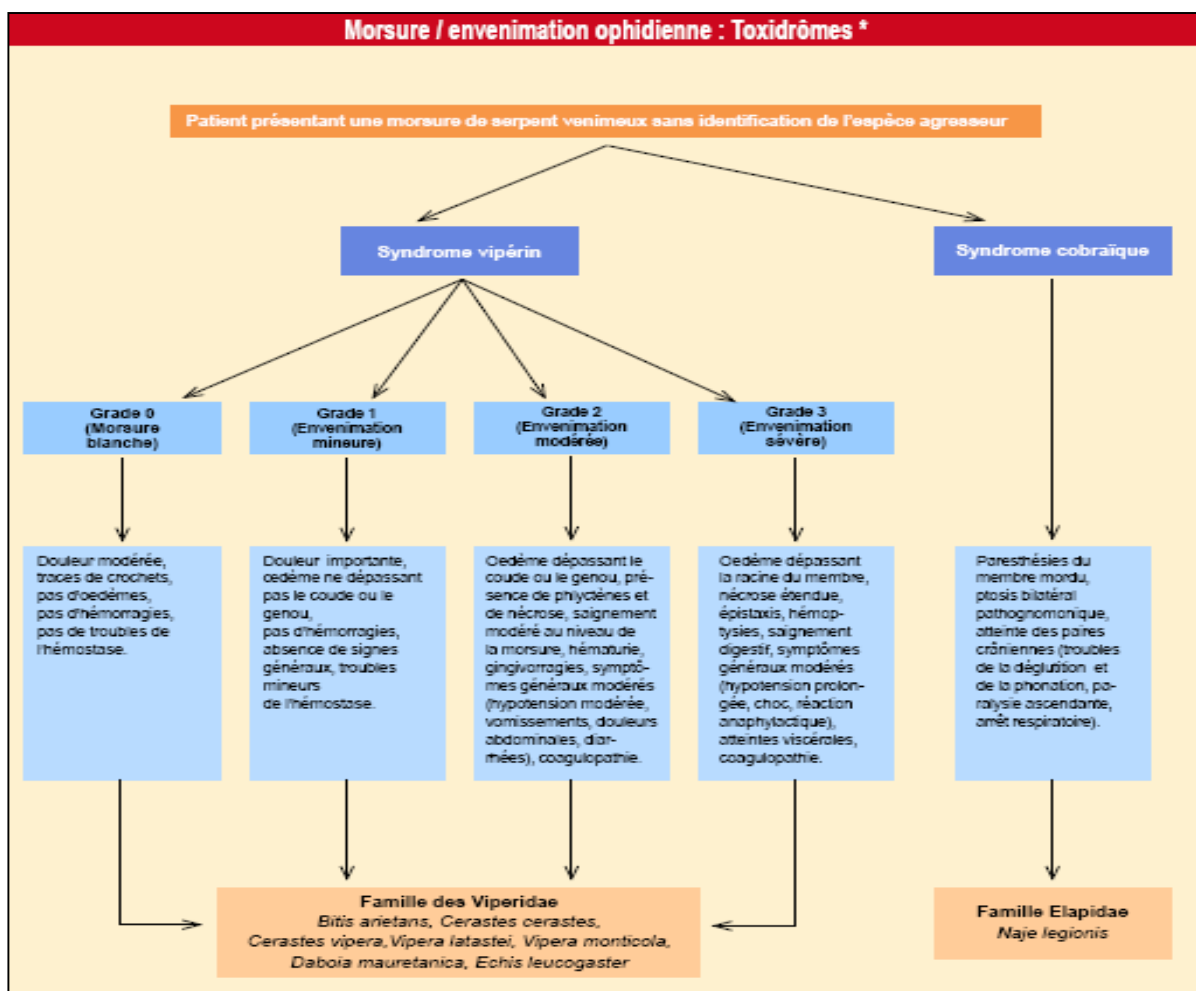 Morsure / envenimation ophidienne : Toxidrômes *
Patient présentant une morsure de serpent venimeux sans identification de l'espèce agresseur
Syndrome vipérin
Syndrome cobraïque
Grade 0
(Morsure
blanche)
Grade 1
(Envenimation
mineure)
Grade 2
(Envenimation
modérée)
Grade 3
(Envenimation
sévère)
Douleur modérée,
traces de crochets,
pas d'oedèmes,
pas d'hémorragies,
pas de troubles de
l'hémostase.
Douleur importante,
oedème ne dépassant
pas le coude ou le
genou,
pas d'hémorragies,
absence de signes
généraux, troubles
mineurs
de l'hémostase.
Oedème dépassant le
coude ou le genou, pré-
sence de phlyctènes et
de nécrose, saignement
modéré au niveau de
la morsure, hématurie,
gingivorragies, symptô-
mes généraux modérés
(hypotension modérée,
vomissements, douleurs
abdominales, diar-
rhées), coagulopathie.
Oedème dépassant
la racine du membre,
nécrose étendue,
épistaxis, hémop-
tysies, saignement
digestif, symptômes
généraux modérés
(hypotension prolon-
gée, choc, réaction
anaphylactique),
atteintes viscérales,
coagulopathie.
Paresthésies du
membre mordu,
ptosis bilatéral
pathognomonique,
atteinte des paires
crâniennes (troubles
de la déglutition et
de la phonation, pa-
ralysie ascendante,
arrêt respiratoire).
Famille des Viperidae
Bitis arietans, Cerastes cerastes,
Cerastes vipera, Vipera latastei, Vipera monticola,
Daboia mauretanica, Echis leucogaster
Famille Elapidae
Naje legionis